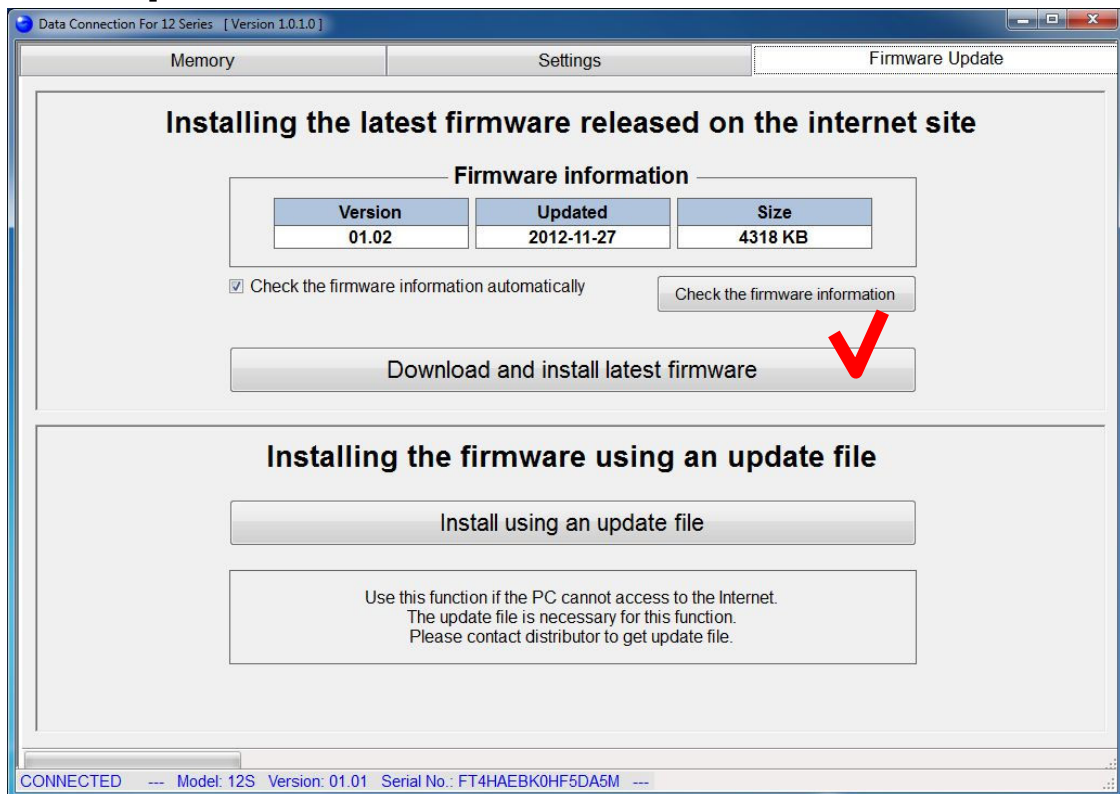 Data Connection For 12 Series [ Version 1.0.1.0 ]
Memory Settings Firmware Update
Installing the latest firmware released on the internet site
Firmware information
Version Updated Size
01.02 2012-11-27 4318 KB
Check the firmware information automatically Check the firmware information
Download and install latest firmware
Installing the firmware using an update file
Install using an update file
Use this function if the PC cannot access to the Internet.
The update file is necessary for this function.
Please contact distributor to get update file.
CONNECTED --- Model: 12S Version: 01.01 Serial No.: FT4HAEBK0HF5DA5M ---